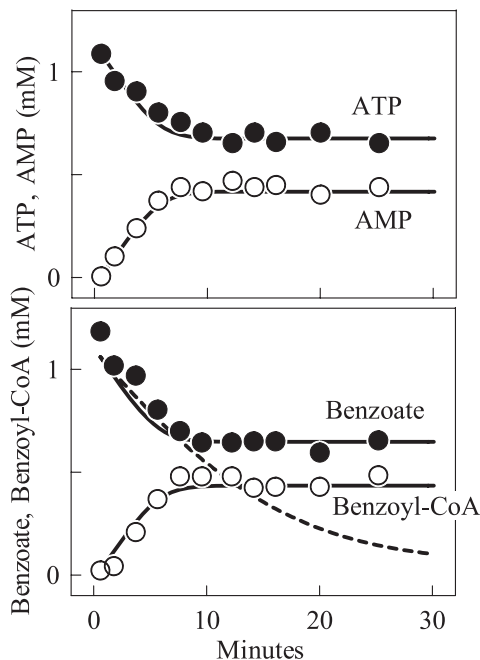 ATP, AMP (mM)
1
0
ATP
AMP
Benzoate, Benzoyl-CoA (mM)
1
0
Benzoate
Benzoyl-CoA
0 10 20 30
Minutes